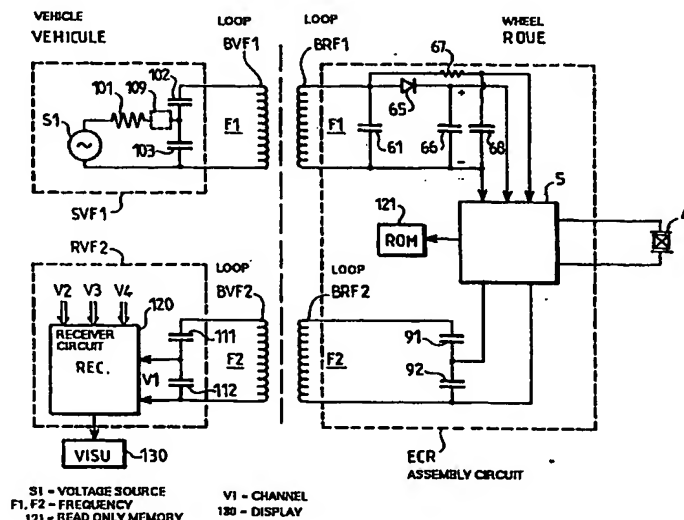 VEHICLE
VEHICULE
LOOP
BVF1
LOOP
BRF1
WHEEL
ROUE
101
109
102
S1
103
F1
F1
67
65
61
66
+
-
68
SVF1
121
ROM
S
A
RVF2
V2 V3 V4
120
RECEIVER
CIRCUIT
REC.
V1
111
112
LOOP
BVF2
F2
LOOP
BRF2
F2
91
92
VISU
130
ECR
ASSEMBLY CIRCUIT
S1 - VOLTAGE SOURCE
F1, F2 - FREQUENCY
121 - READ ONLY MEMORY
V1 - CHANNEL
130 - DISPLAY